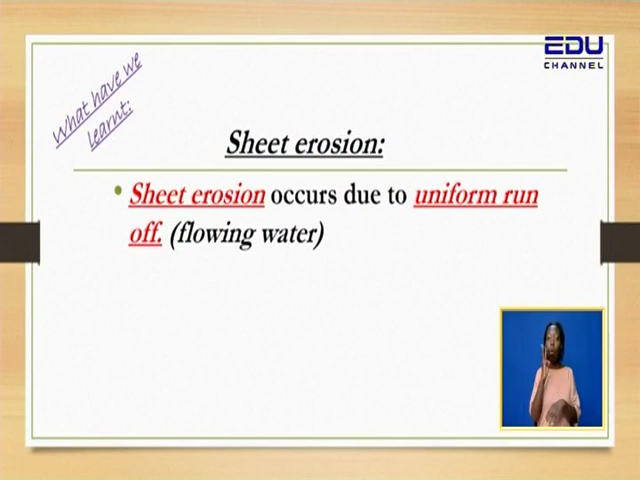 What have we
learnt:
EDU
CHANNEL
Sheet erosion:
• Sheet erosion occurs due to uniform run
off. (flowing water)